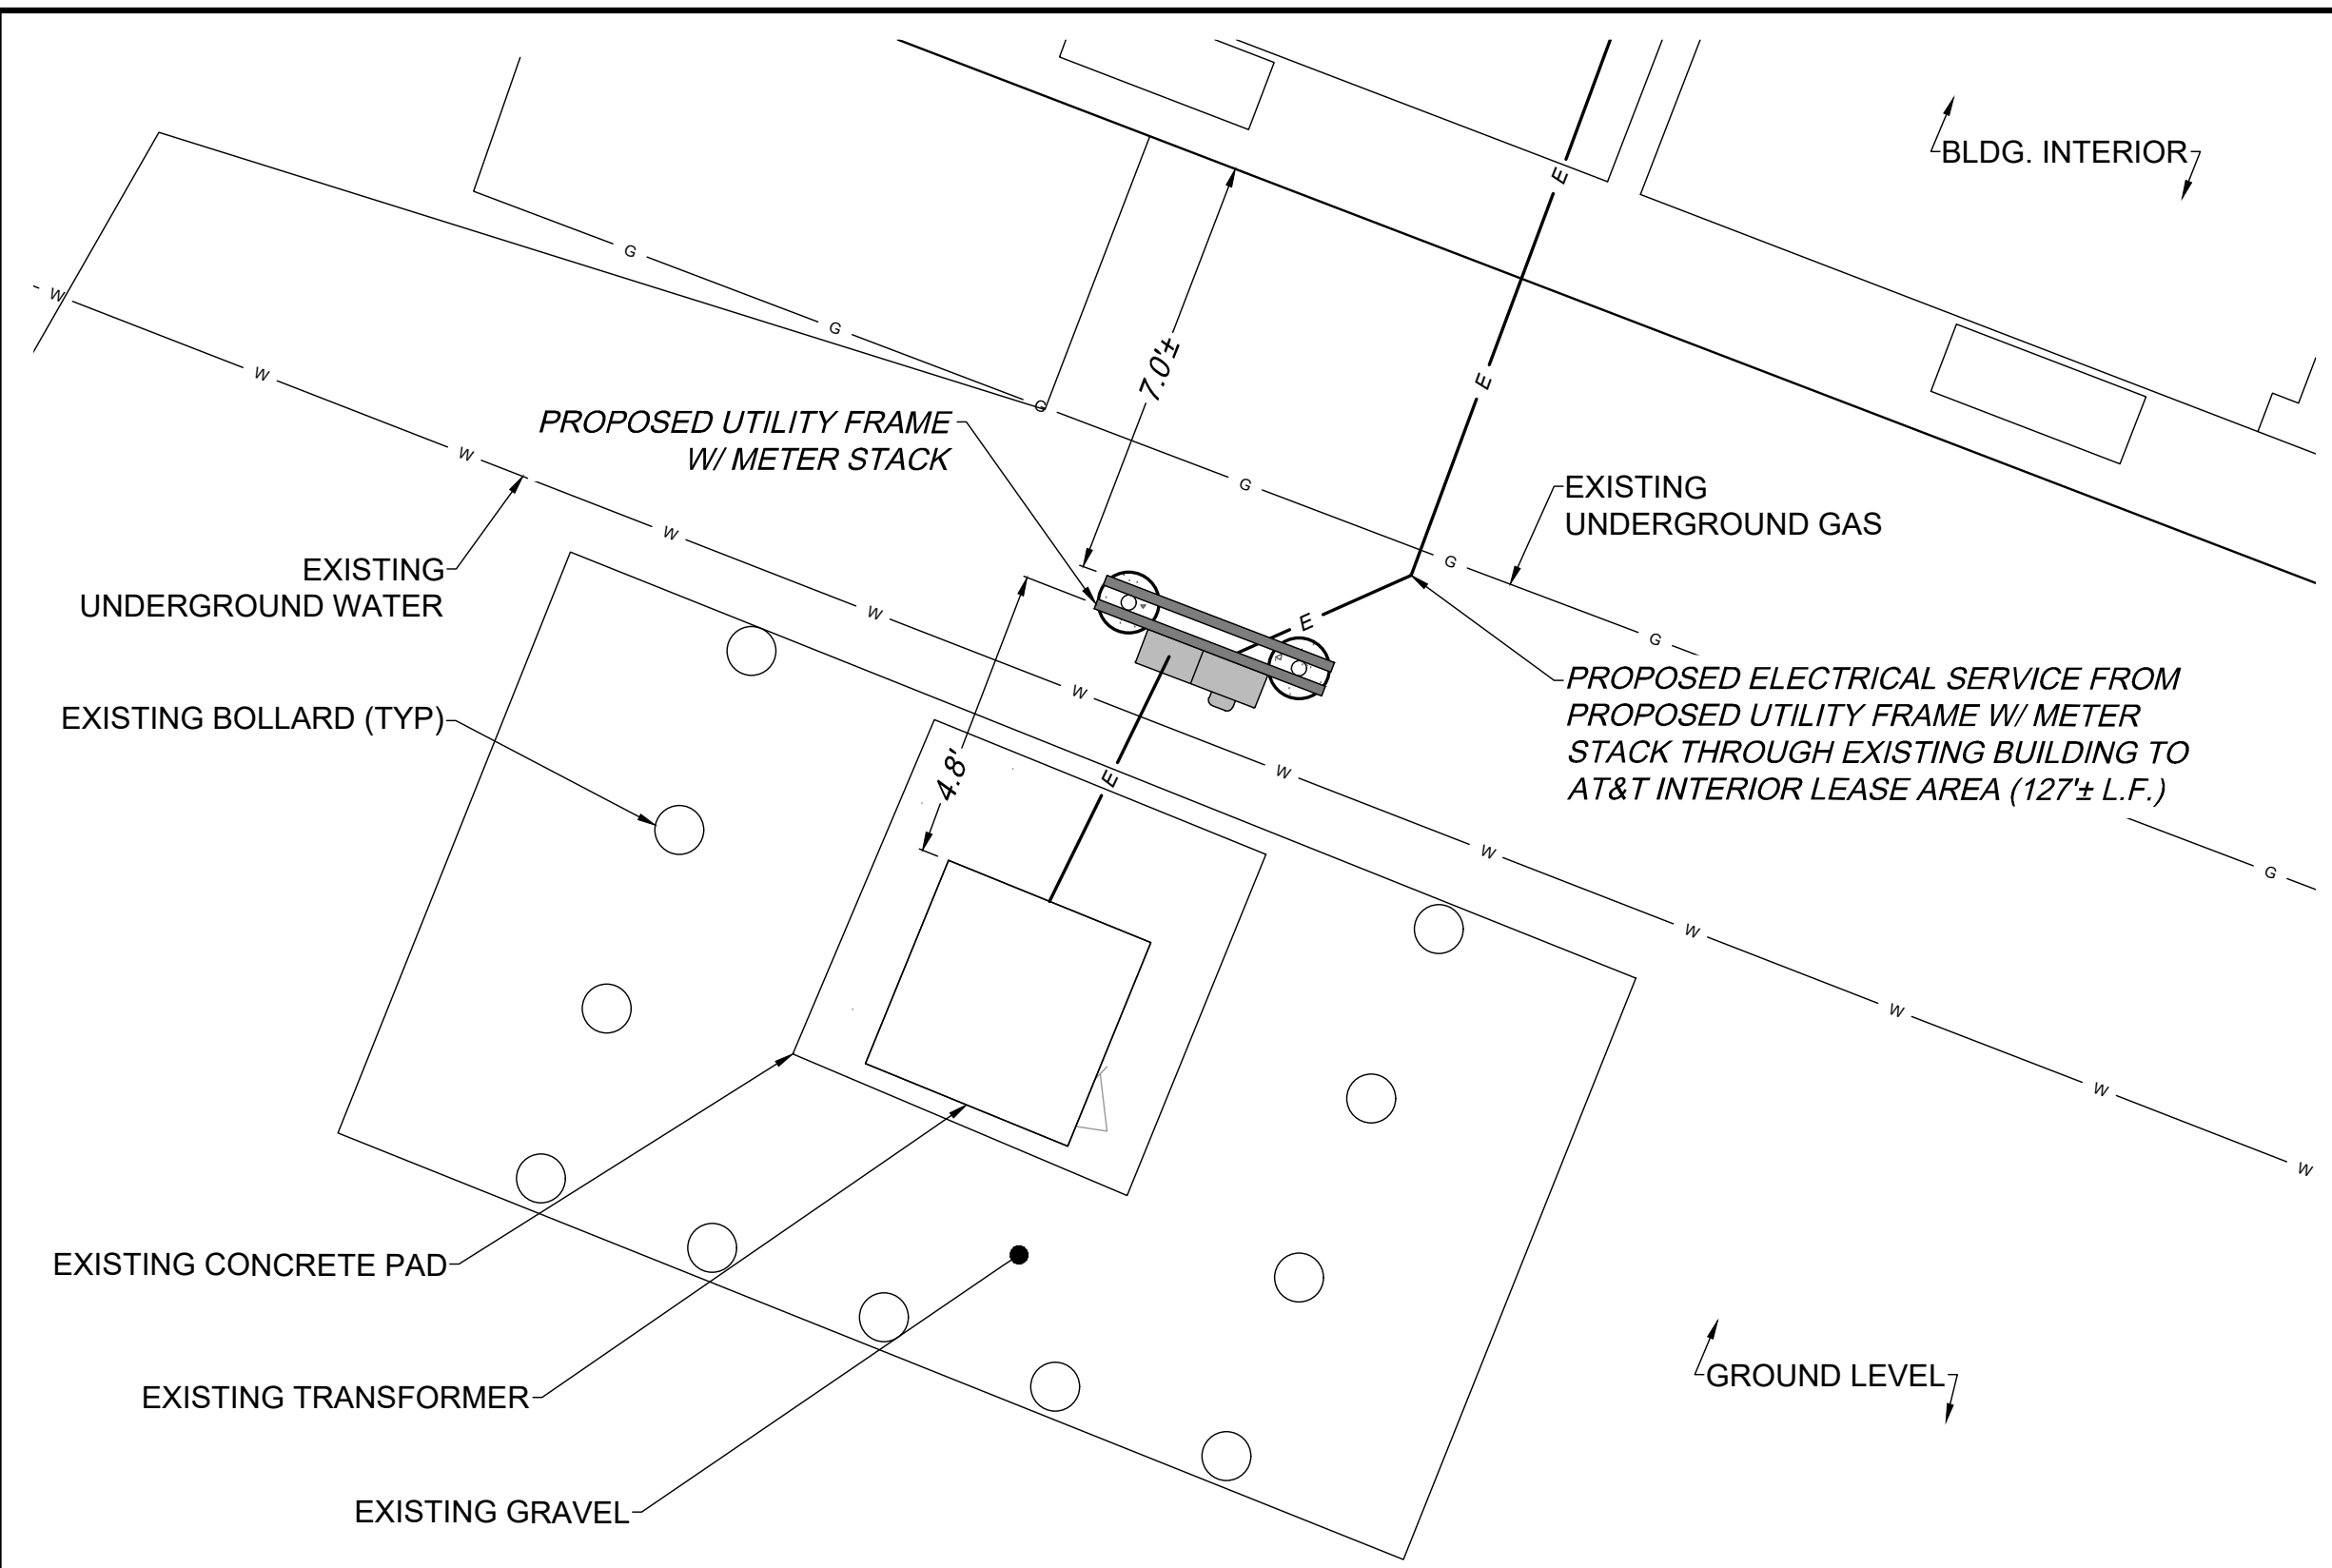 BLDG. INTERIOR
7.0'±
PROPOSED UTILITY FRAME
W/ METER STACK
EXISTING
UNDERGROUND GAS
EXISTING
UNDERGROUND WATER
PROPOSED ELECTRICAL SERVICE FROM
PROPOSED UTILITY FRAME W/ METER
STACK THROUGH EXISTING BUILDING TO
AT&T INTERIOR LEASE AREA (127'± L.F.)
EXISTING BOLLARD (TYP)
4.8'
EXISTING CONCRETE PAD
EXISTING TRANSFORMER
GROUND LEVEL
EXISTING GRAVEL
G
G
G
G
G
G
G
W
W
W
W
W
W
W
W
W
W
W
W
E
E
E
E